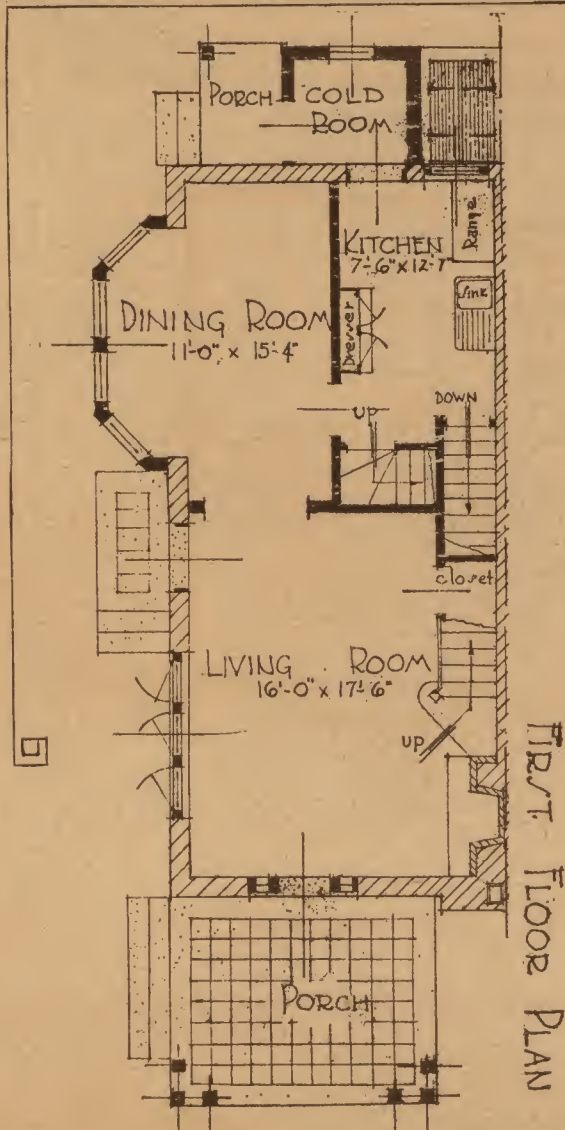 PORCH
COLD
ROOM
KITCHEN
7'-6" x 12'-7"
Range
Sink
Dresser
DINING ROOM
11'-0" x 15'-4"
UP
DOWN
closet
LIVING ROOM
16'-0" x 17'-6"
UP
PORCH
FIRST FLOOR PLAN